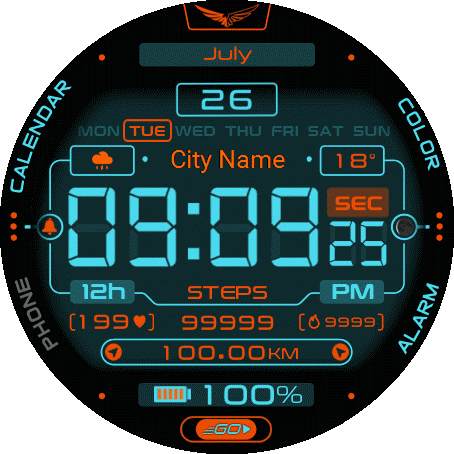 July
26
MON TUE WED THU FRI SAT SUN
City Name 18°
CALENDAR
COLOR
09:09 SEC 25
12h STEPS PM
PHONE
ALARM
199 99999 9999
100.00KM
100%
GO